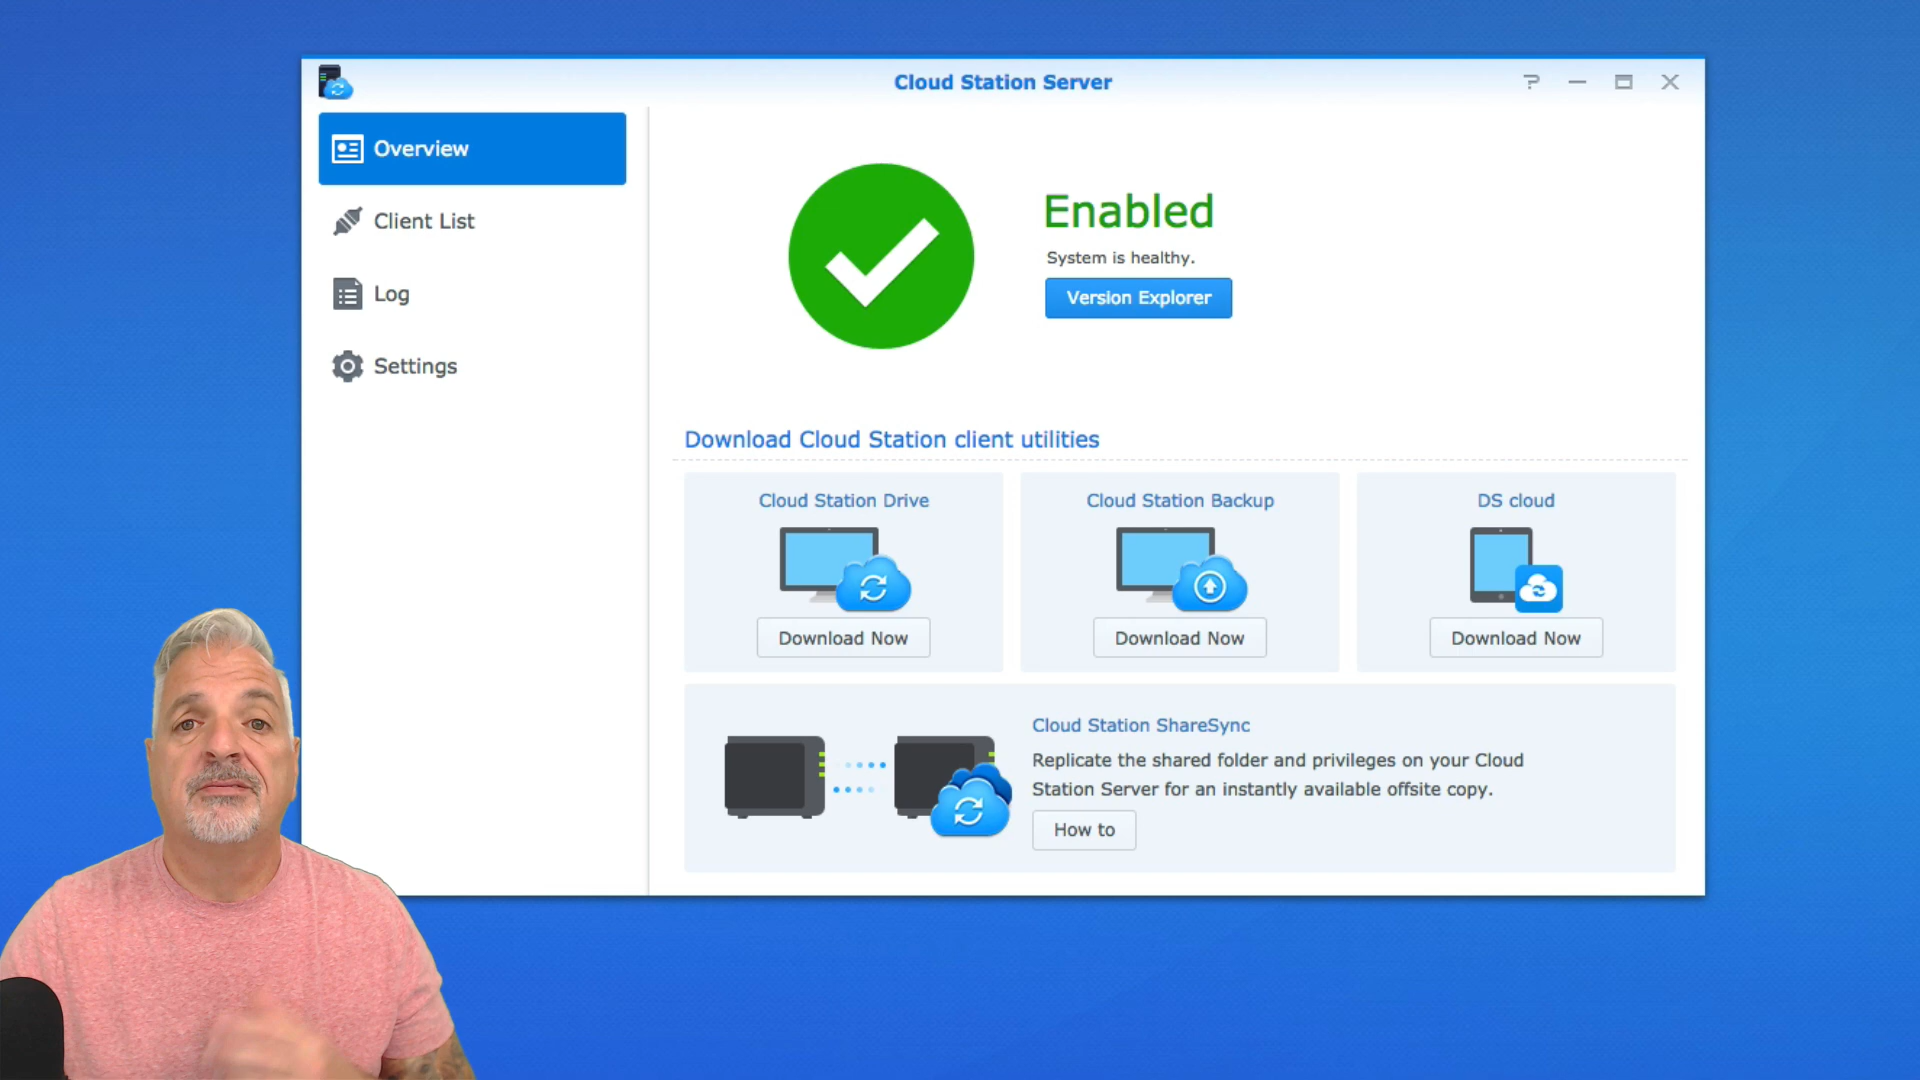 Cloud Station Server
Overview
Client List
Log
Settings
Enabled
System is healthy.
Version Explorer
Download Cloud Station client utilities
Cloud Station Drive
Download Now
Cloud Station Backup
Download Now
DS cloud
Download Now
Cloud Station ShareSync
Replicate the shared folder and privileges on your Cloud
Station Server for an instantly available offsite copy.
How to